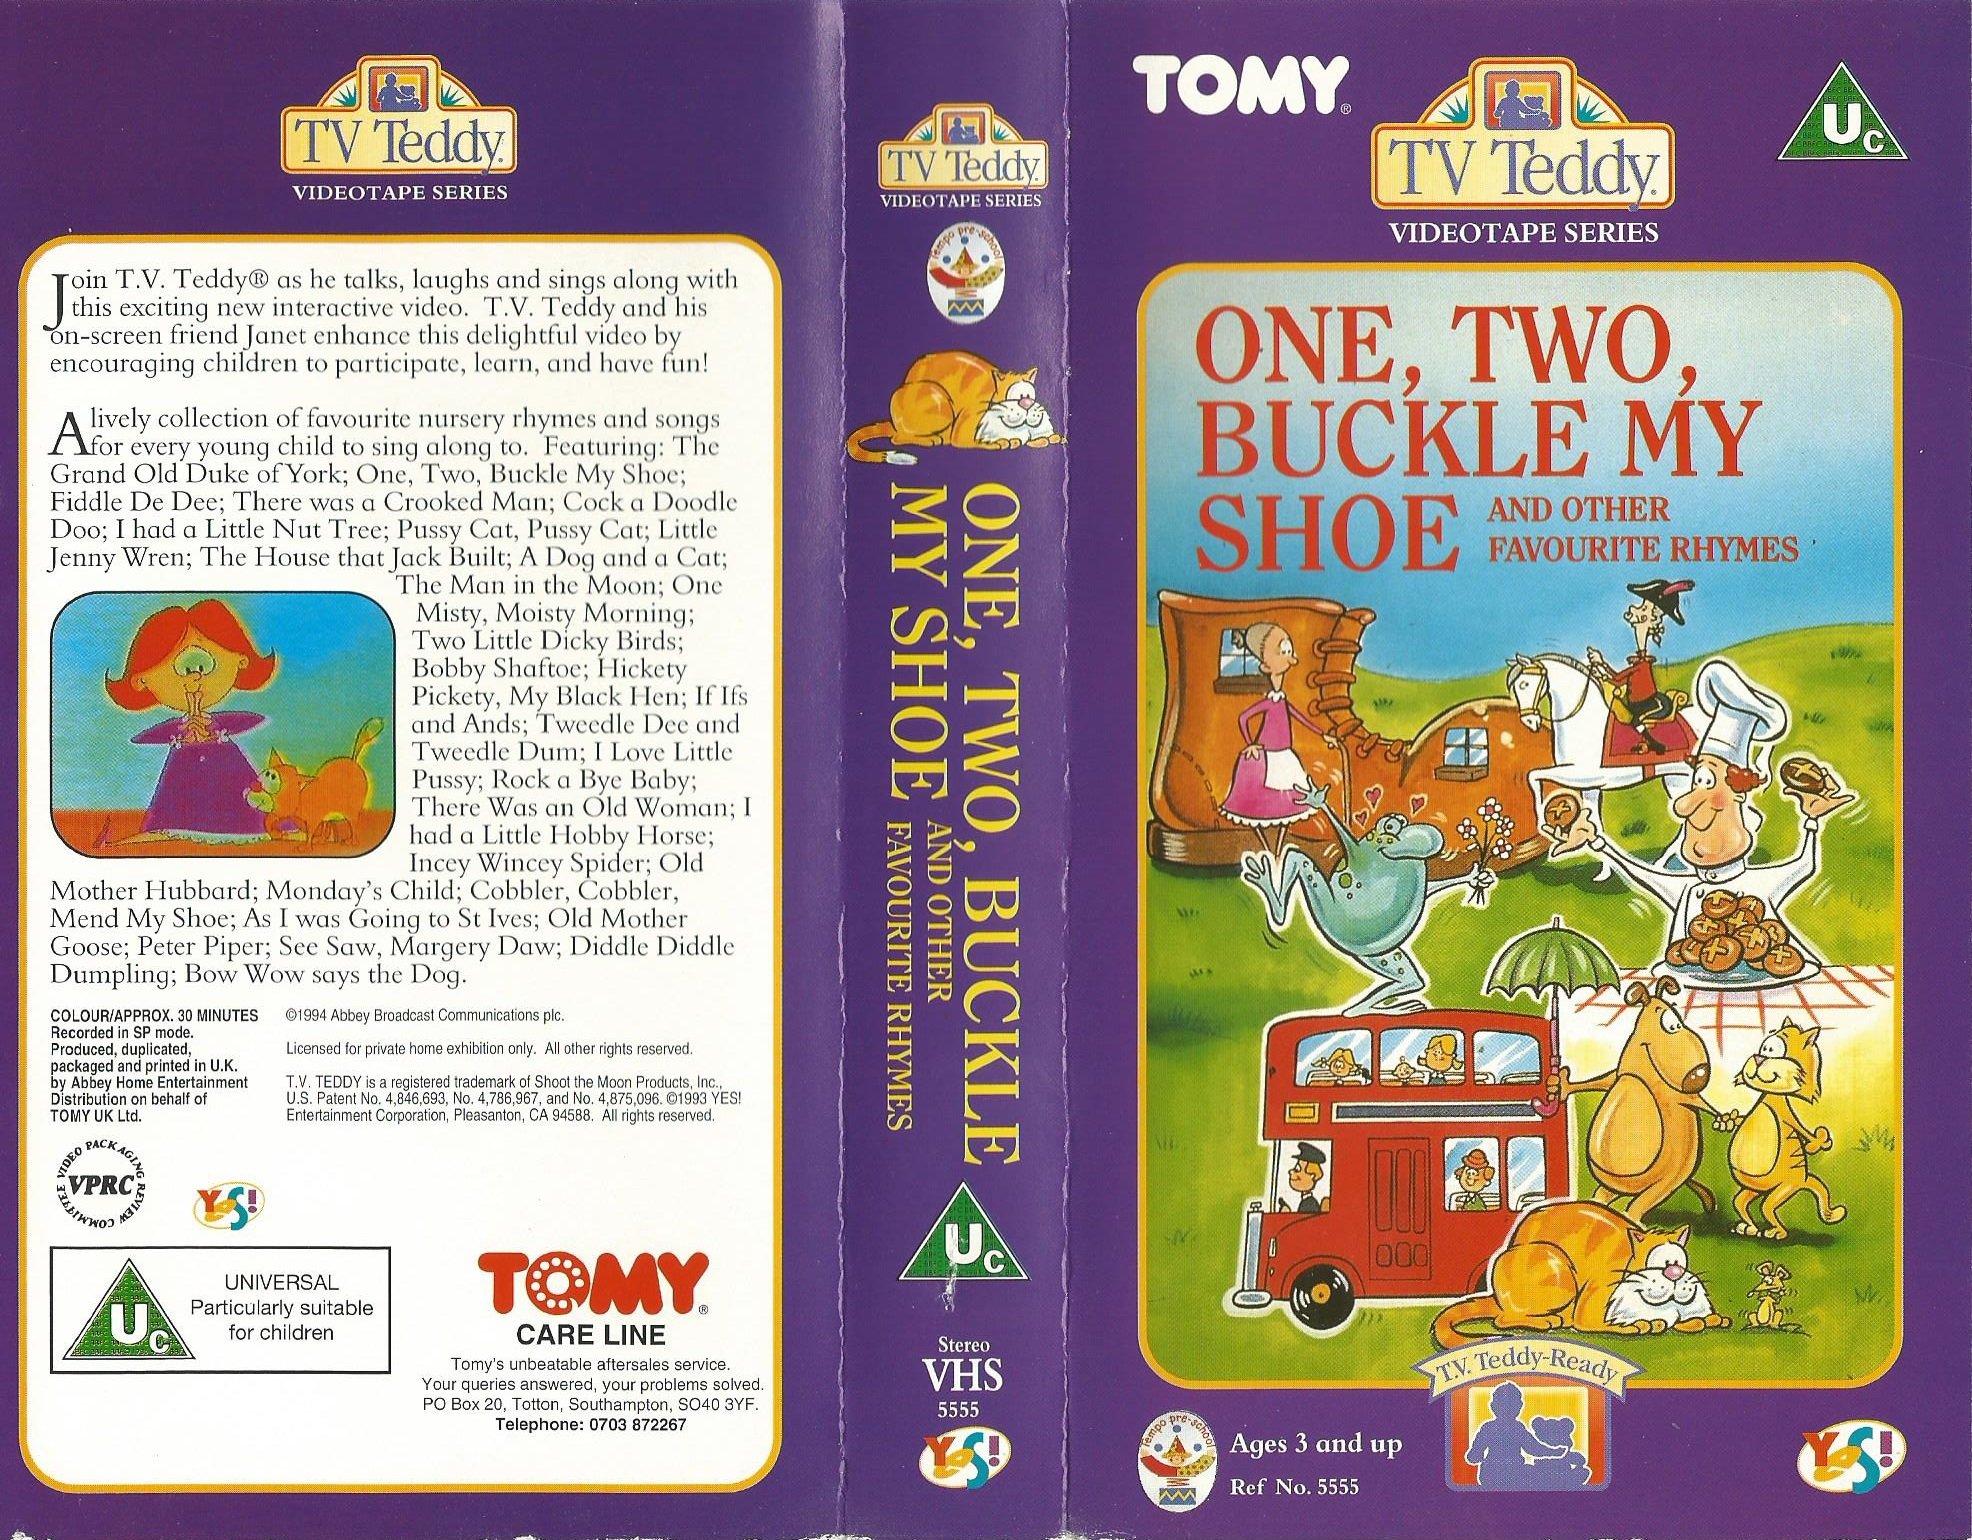 TV Teddy®
VIDEOTAPE SERIES
Join T.V. Teddy® as he talks, laughs and sings along with
this exciting new interactive video. T.V. Teddy and his
on-screen friend Janet enhance this delightful video by
encouraging children to participate, learn, and have fun!
A lively collection of favourite nursery rhymes and songs
for every young child to sing along to. Featuring: The
Grand Old Duke of York; One, Two, Buckle My Shoe;
Fiddle De Dee; There was a Crooked Man; Cock a Doodle
Doo; I had a Little Nut Tree; Pussy Cat, Pussy Cat; Little
Jenny Wren; The House that Jack Built; A Dog and a Cat;
The Man in the Moon; One
Misty, Moisty Morning;
Two Little Dicky Birds;
Bobby Shaftoe; Hickety
Pickety, My Black Hen; If Ifs
and Ands; Tweedle Dee and
Tweedle Dum; I Love Little
Pussy; Rock a Bye Baby;
There Was an Old Woman; I
had a Little Hobby Horse;
Incey Wincey Spider; Old
Mother Hubbard; Monday's Child; Cobbler, Cobbler,
Mend My Shoe; As I was Going to St Ives; Old Mother
Goose; Peter Piper; See Saw, Margery Daw; Diddle Diddle
Dumpling; Bow Wow says the Dog.
COLOUR/APPROX. 30 MINUTES
Recorded in SP mode.
Produced, duplicated,
packaged and printed in U.K.
by Abbey Home Entertainment
Distribution on behalf of
TOMY UK Ltd.
©1994 Abbey Broadcast Communications plc.
Licensed for private home exhibition only. All other rights reserved.
T.V. TEDDY is a registered trademark of Shoot the Moon Products, Inc.,
U.S. Patent No. 4,846,693, No. 4,786,967, and No. 4,875,096. ©1993 YES!
Entertainment Corporation, Pleasanton, CA 94588. All rights reserved.
VIDEO PACKAGING REVIEW COMMITTEE
VPRC
YES!
Uc
UNIVERSAL
Particularly suitable
for children
TOMY®
CARE LINE
Tomy's unbeatable aftersales service.
Your queries answered, your problems solved.
PO Box 20, Totton, Southampton, SO40 3YF.
Telephone: 0703 872267
TV Teddy®
VIDEOTAPE SERIES
Tempo pre-school
ONE, TWO, BUCKLE
MY SHOE
AND OTHER
FAVOURITE RHYMES
Uc
Stereo
VHS
5555
YES!
TOMY®
TV Teddy®
VIDEOTAPE SERIES
Uc
ONE, TWO,
BUCKLE MY
SHOE
AND OTHER
FAVOURITE RHYMES
T.V. Teddy-Ready
Tempo pre-school
Ages 3 and up
Ref No. 5555
YES!